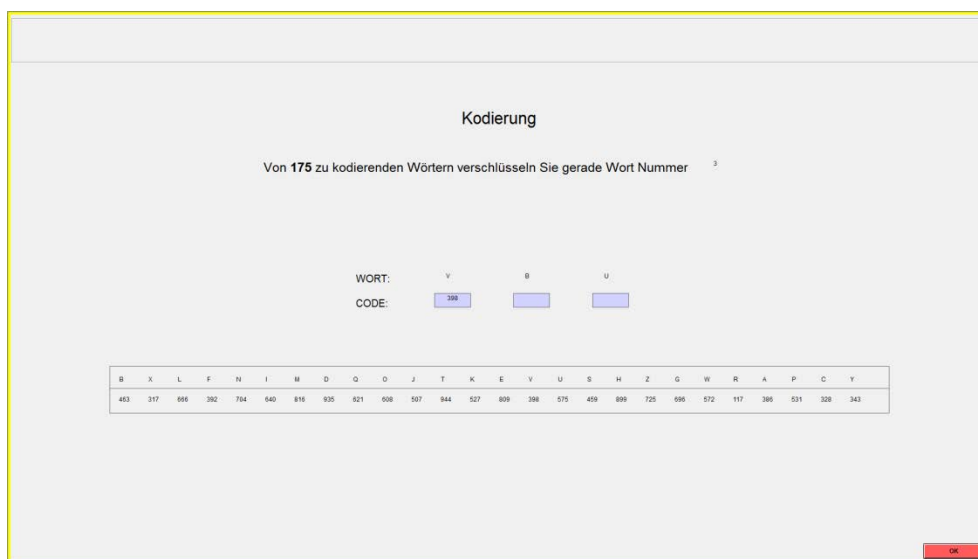 Kodierung
Von 175 zu kodierenden Wörtern verschlüsseln Sie gerade Wort Nummer 3
WORT: V B U
CODE: 398
B X L F N I M D Q O J T K E V U S H Z G W R A P C Y
463 317 666 392 704 640 816 935 621 608 507 944 527 809 398 575 459 899 725 696 572 117 386 531 328 343
OK